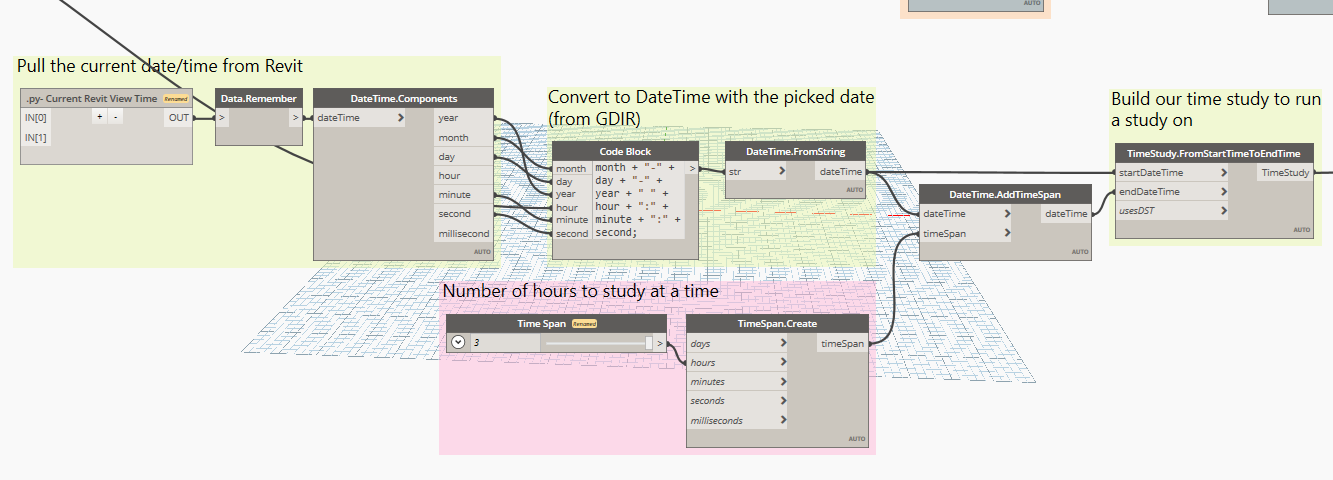 AUTO
AUTO
Pull the current date/time from Revit
.py- Current Revit View Time Renamed
IN[0] + - OUT
IN[1]
Data.Remember
> >
DateTime.Components
dateTime > year
month
day
hour
minute
second
millisecond
AUTO
Convert to DateTime with the picked date
(from GDIR)
Code Block
month month + "-" + >
day day + "-" +
year year + " " +
hour hour + ":" +
minute minute + ":" +
second second;
DateTime.FromString
str > dateTime
AUTO
Number of hours to study at a time
Time Span Renamed
3 >
TimeSpan.Create
days > timeSpan
hours >
minutes >
seconds >
milliseconds >
AUTO
DateTime.AddTimeSpan
dateTime > dateTime
timeSpan >
AUTO
Build our time study to run
a study on
TimeStudy.FromStartTimeToEndTime
startDateTime > TimeStudy
endDateTime >
usesDST >
AUTO